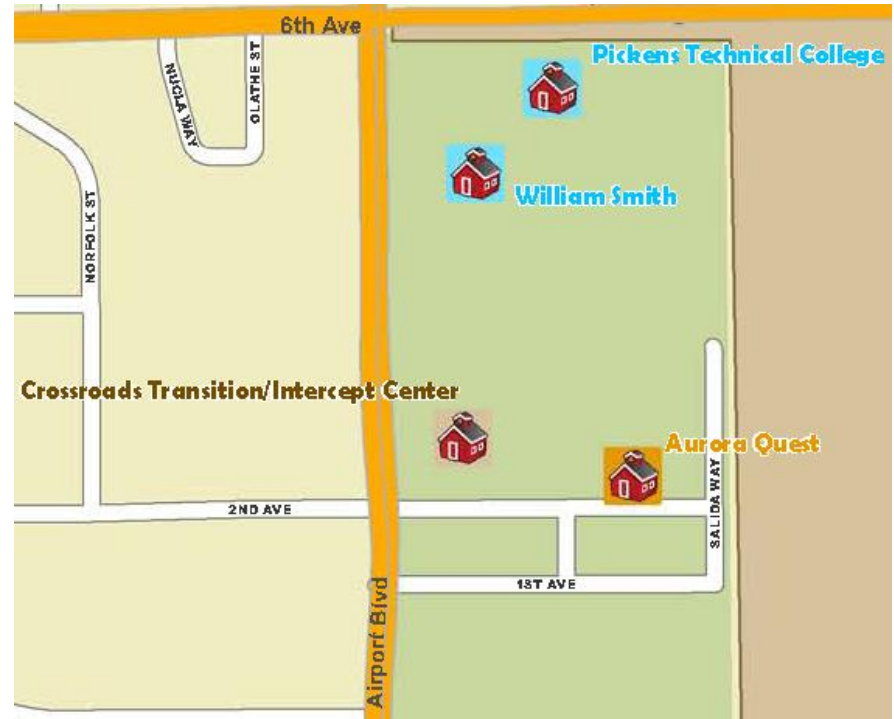 6th Ave
Pickens Technical College
OLATHE ST
NUCLA WAY
William Smith
NORFOLK ST
Crossroads Transition/Intercept Center
Aurora Quest
SALIDA WAY
2ND AVE
1ST AVE
Airport Blvd